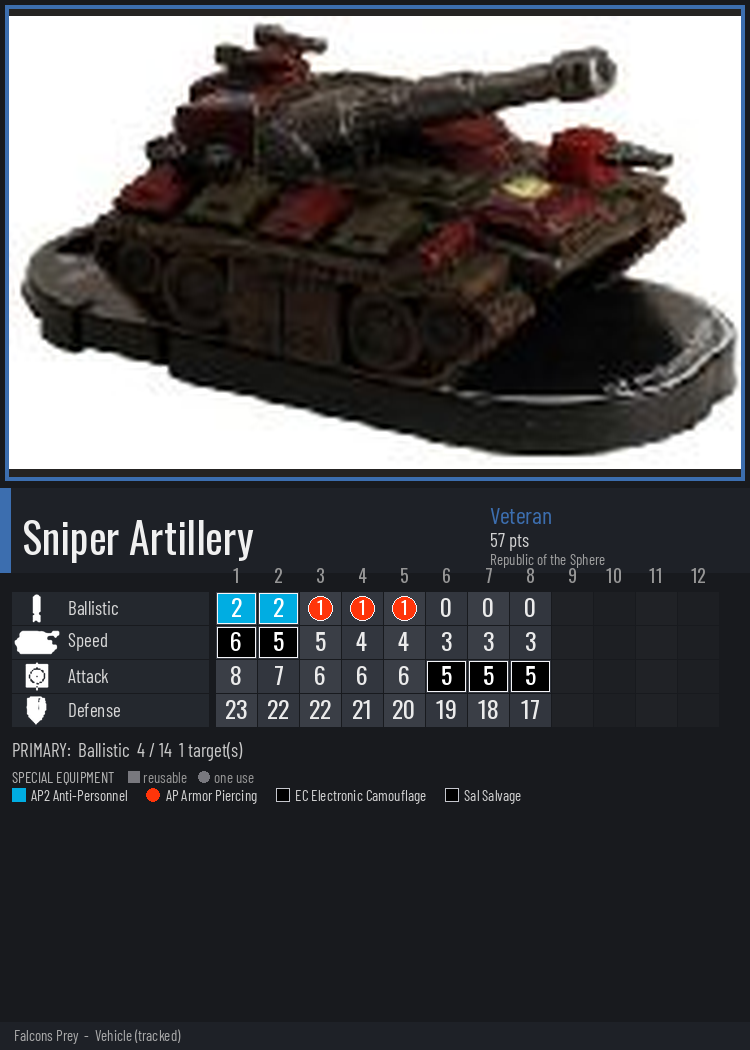 Sniper Artillery
Veteran
57 pts
Republic of the Sphere
1 2 3 4 5 6 7 8 9 10 11 12
Ballistic 2 2 1 1 1 0 0 0
Speed 6 5 5 4 4 3 3 3
Attack 8 7 6 6 6 5 5 5
Defense 23 22 22 21 20 19 18 17
PRIMARY: Ballistic 4 / 14 1 target(s)
SPECIAL EQUIPMENT reusable one use
AP2 Anti-Personnel AP Armor Piercing EC Electronic Camouflage Sal Salvage
Falcons Prey - Vehicle (tracked)